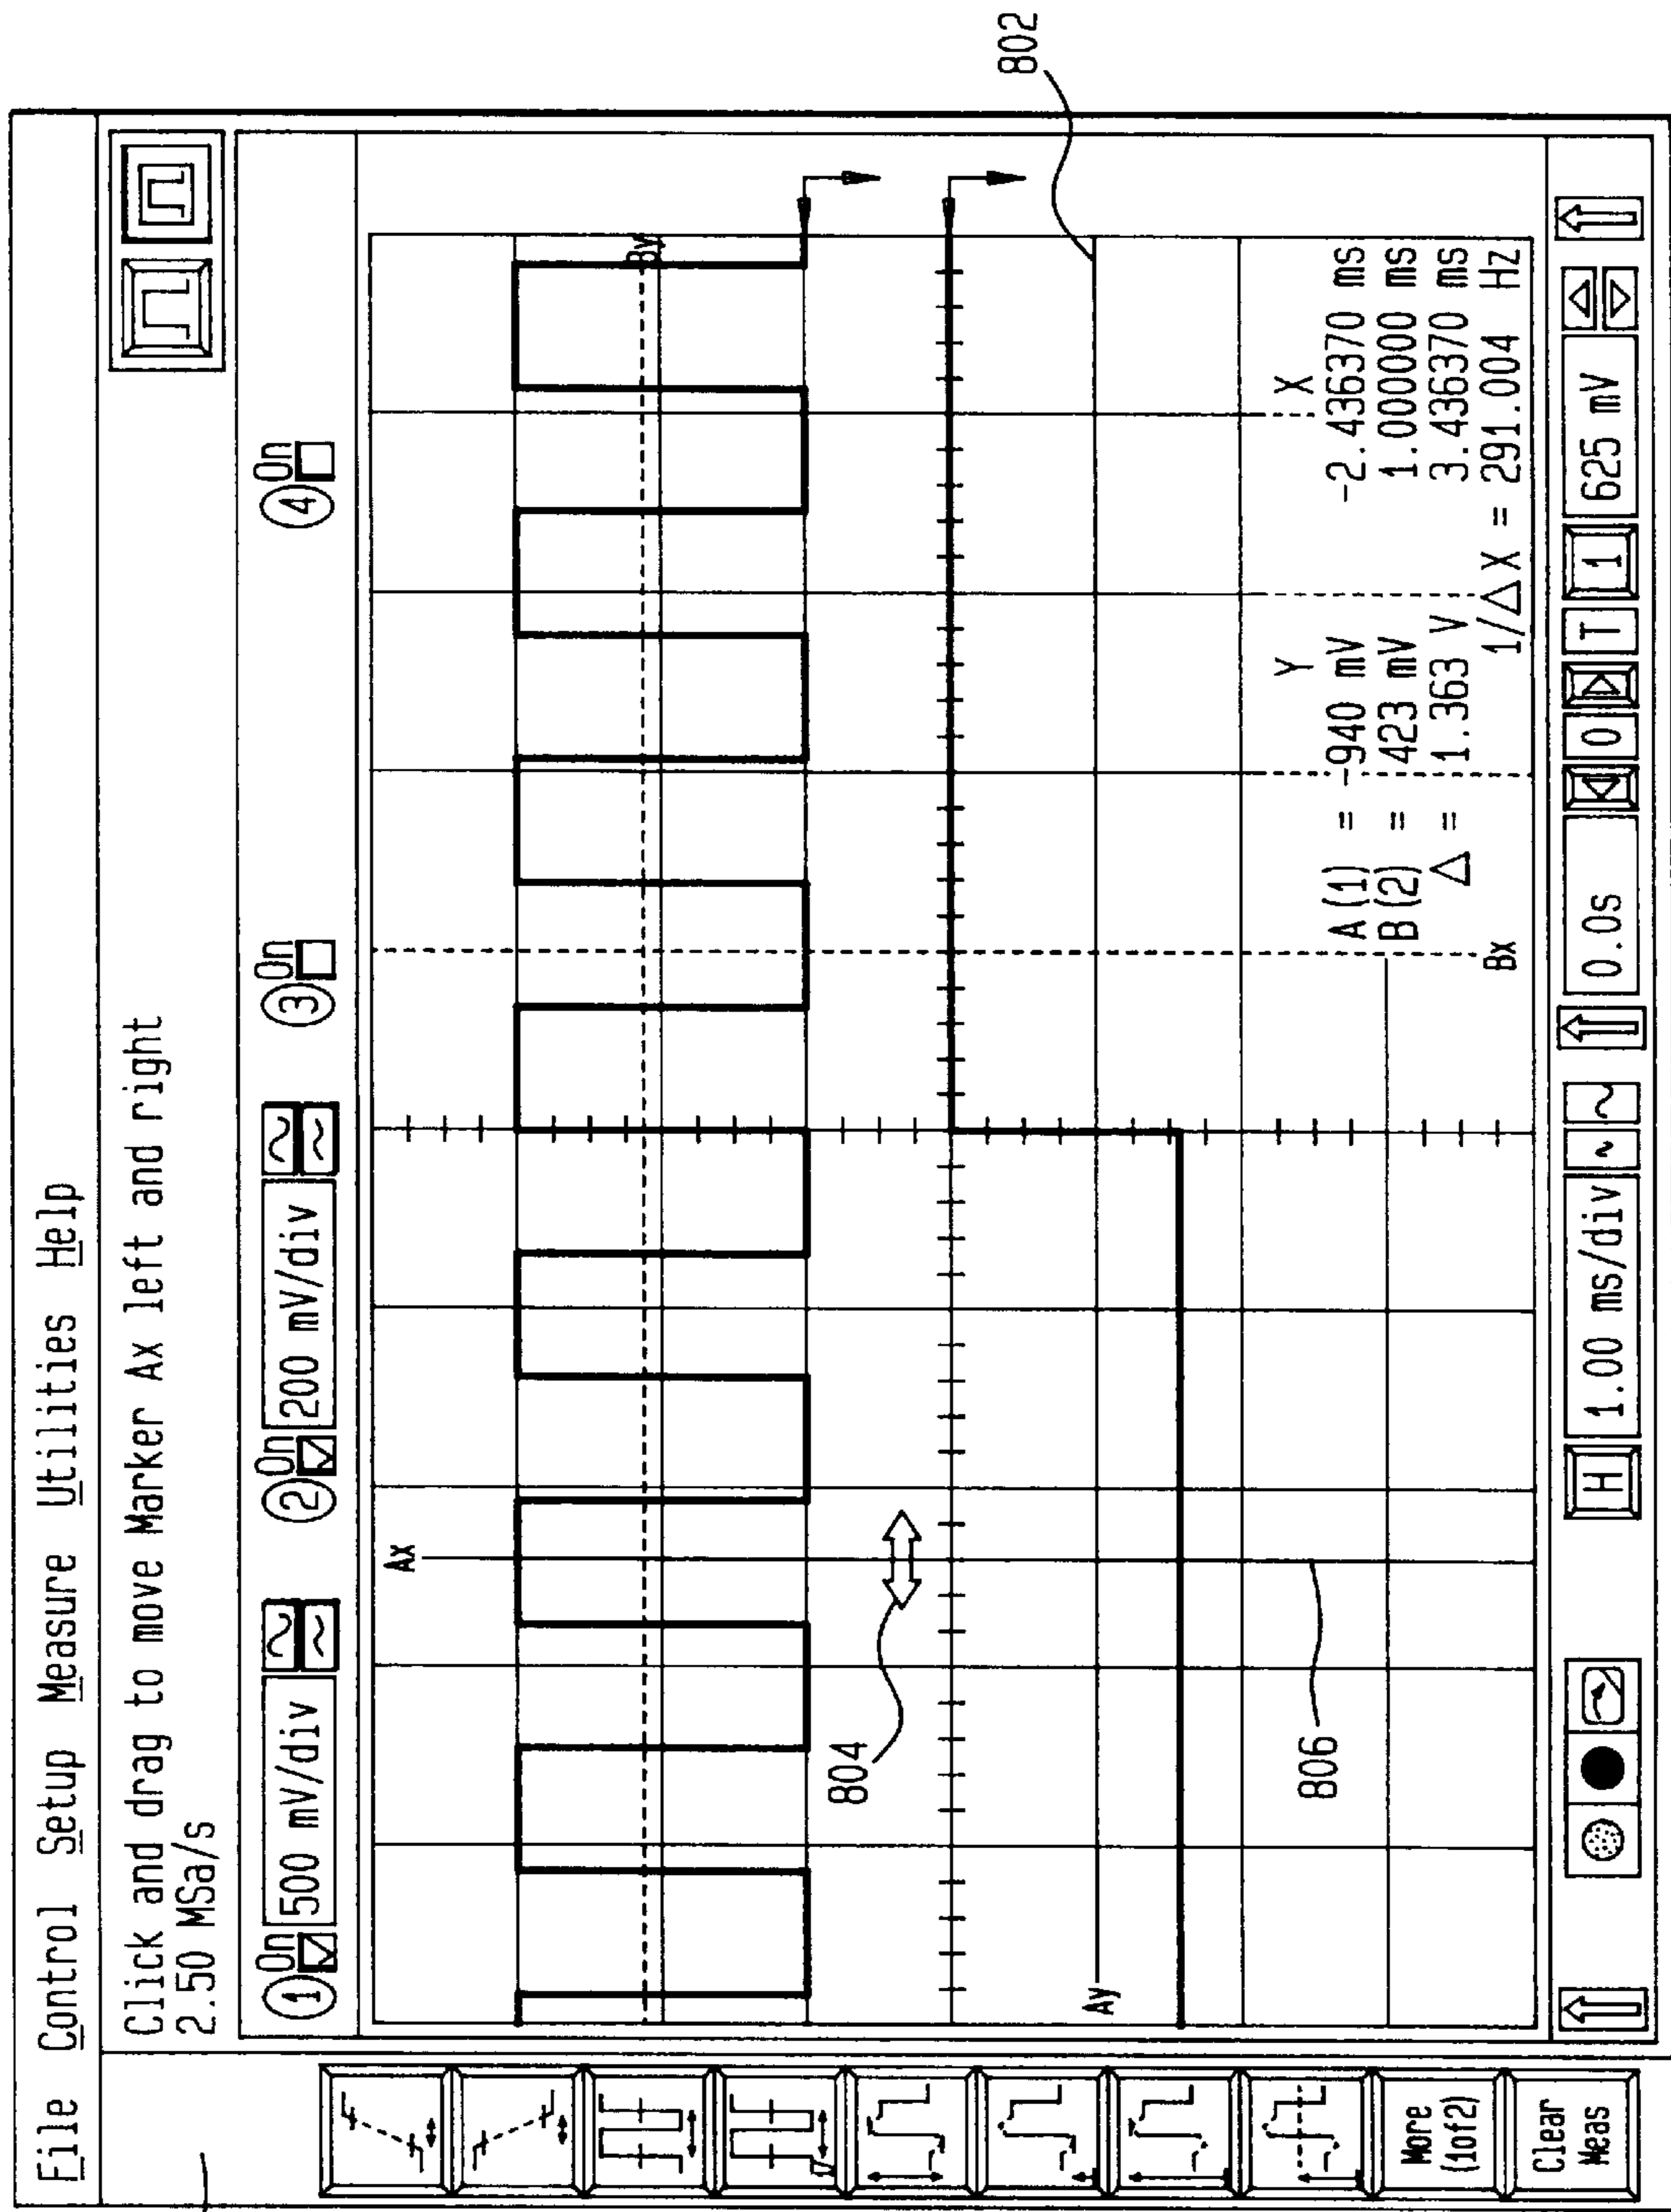 File Control Setup Measure Utilities Help
Click and drag to move Marker Ax left and right
2.50 MSa/s
1 On 500 mV/div
2 On 200 mV/div
3 On
4 On
Ax
By
804
Ay
802
806
Bx
Y X
A(1) = -940 mV -2.436370 ms
B(2) = 423 mV 1.000000 ms
△ = 1.363 V 3.436370 ms
1/△X = 291.004 Hz
H 1.00 ms/div 0.0s 0 T 1 625 mV
More
(1of2)
Clear
Meas